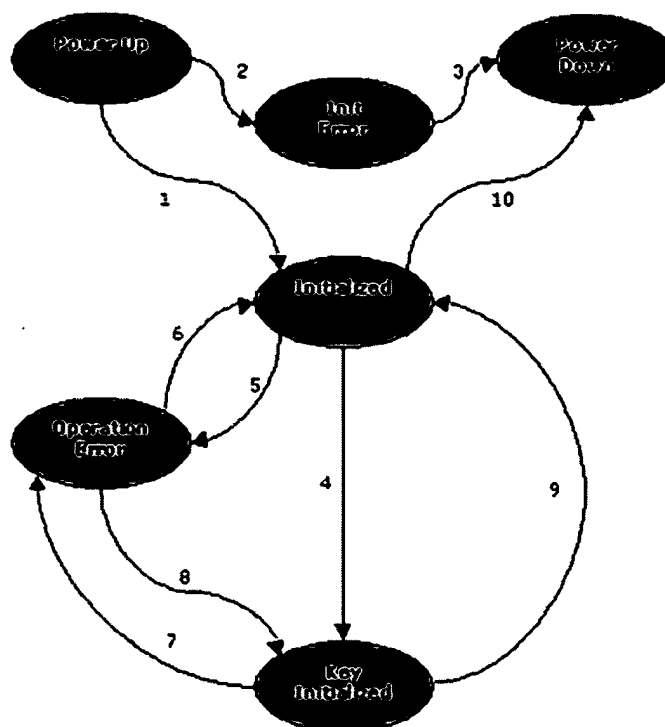 Power Up
2
Init
Error
3
Power
Down
1
10
Initialized
6
5
Operation
Error
4
9
8
7
Key
Initialized